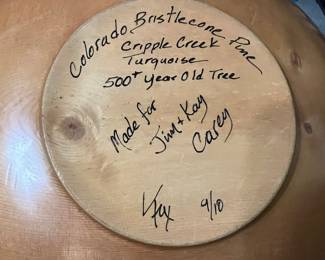 Colorado Bristlecone Pine
Cripple Creek
Turquoise
500+ year Old Tree
Made for
Jim + Kay
Carey
9/10